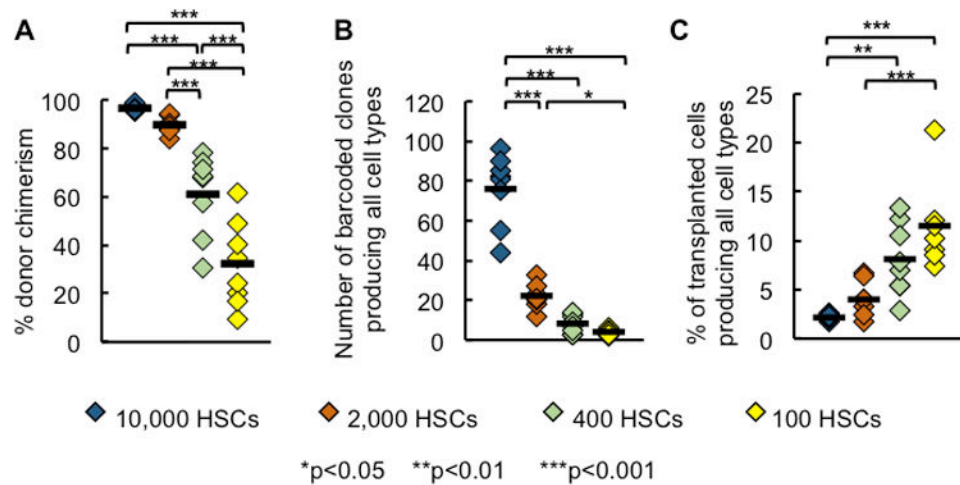 A
B
C
***
*** ***
***
***
***
***
*** *
***
**
***
% donor chimerism
100
80
60
40
20
0
Number of barcoded clones
producing all cell types
120
100
80
60
40
20
0
% of transplanted cells
producing all cell types
25
20
15
10
5
0
10,000 HSCs
2,000 HSCs
400 HSCs
100 HSCs
*p<0.05 **p<0.01 ***p<0.001